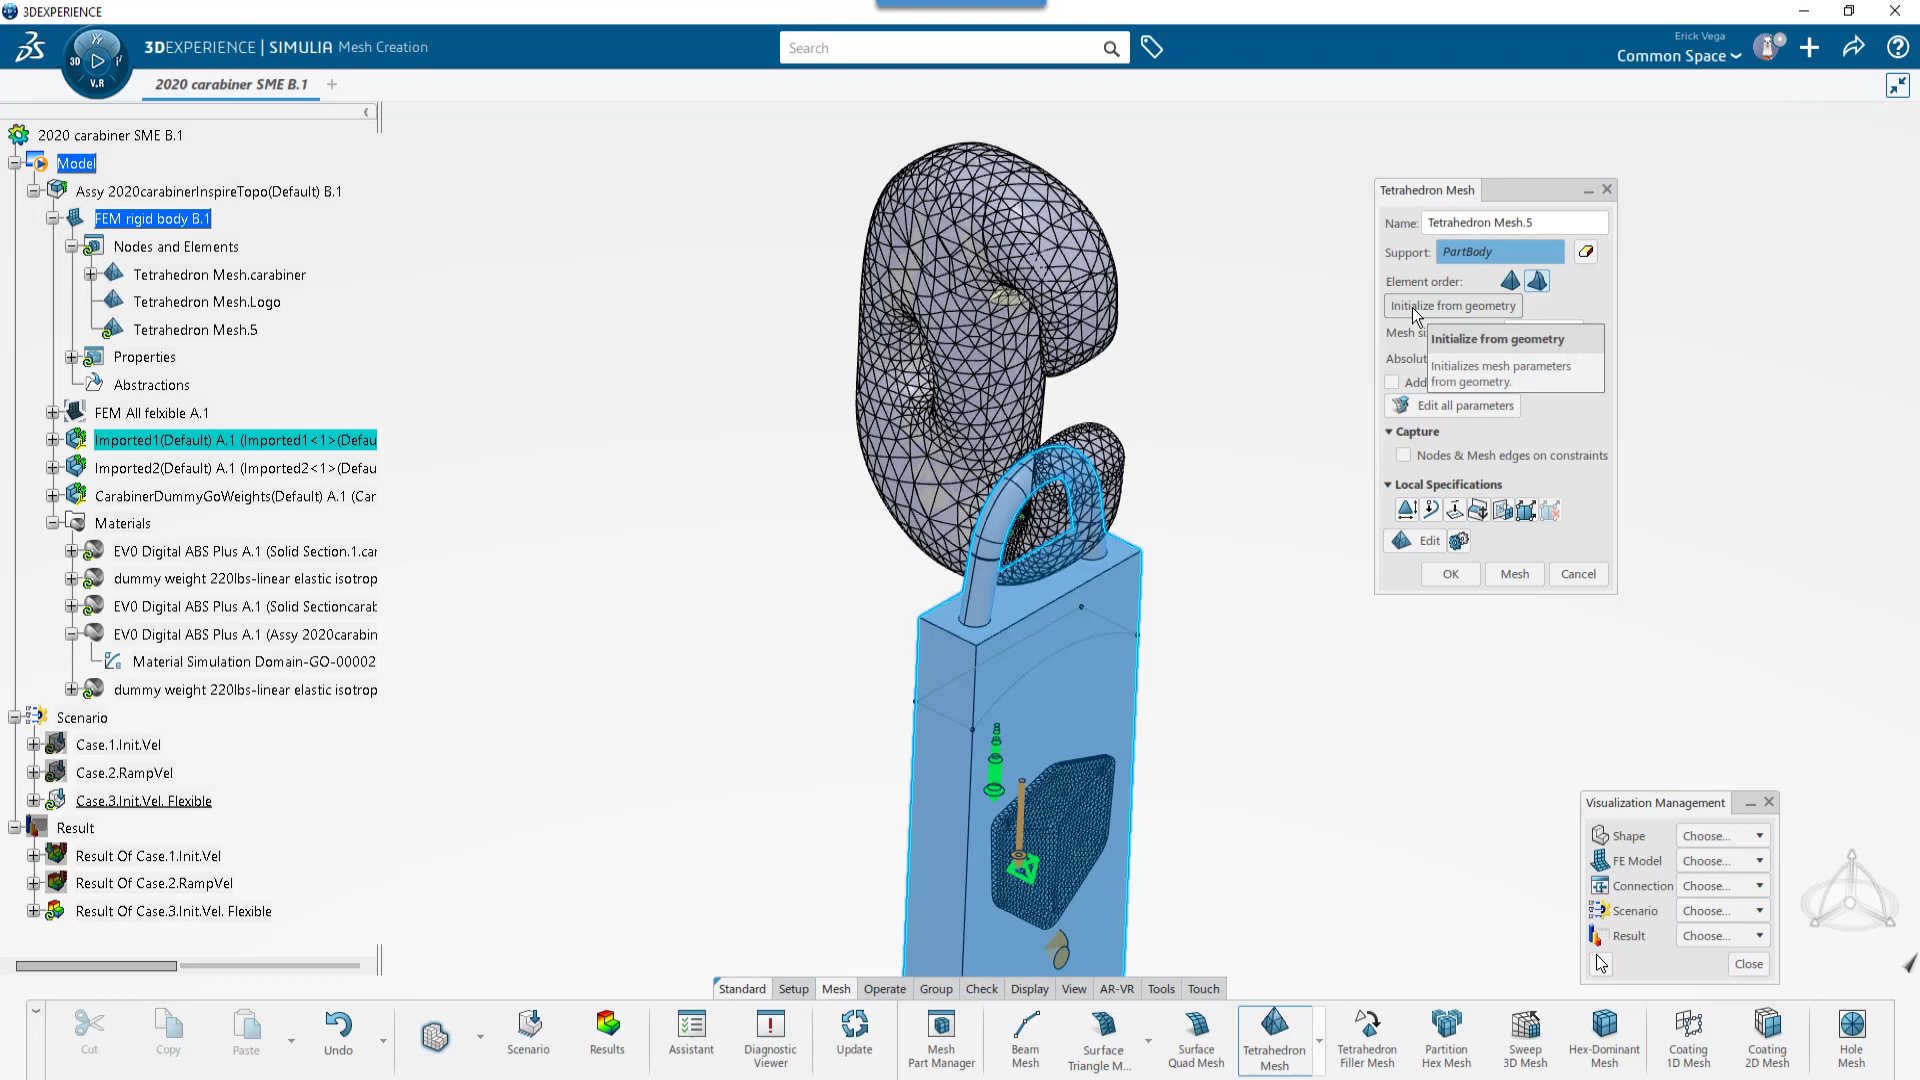 3DEXPERIENCE
3DEXPERIENCE | SIMULIA Mesh Creation
3D
V.R
Search
Erick Vega
Common Space
2020 carabiner SME B.1
2020 carabiner SME B.1
Model
Assy 2020carabinerInspireTopo(Default) B.1
FEM rigid body B.1
Nodes and Elements
Tetrahedron Mesh.carabiner
Tetrahedron Mesh.Logo
Tetrahedron Mesh.5
Properties
Abstractions
FEM All felxible A.1
Imported1(Default) A.1 (Imported1<1>(Defau
Imported2(Default) A.1 (Imported2<1>(Defau
CarabinerDummyGoWeights(Default) A.1 (Car
Materials
EV0 Digital ABS Plus A.1 (Solid Section.1.car
dummy weight 220lbs-linear elastic isotrop
EV0 Digital ABS Plus A.1 (Solid Sectioncarab
EV0 Digital ABS Plus A.1 (Assy 2020carabin
Material Simulation Domain-GO-00002
dummy weight 220lbs-linear elastic isotrop
Scenario
Case.1.Init.Vel
Case.2.RampVel
Case.3.Init.Vel. Flexible
Result
Result Of Case.1.Init.Vel
Result Of Case.2.RampVel
Result Of Case.3.Init.Vel. Flexible
Tetrahedron Mesh
Name: Tetrahedron Mesh.5
Support: PartBody
Element order:
Initialize from geometry
Mesh si
Initialize from geometry
Absolut
Initializes mesh parameters
from geometry.
Add
Edit all parameters
Capture
Nodes & Mesh edges on constraints
Local Specifications
Edit
OK
Mesh
Cancel
Visualization Management
Shape Choose...
FE Model Choose...
Connection Choose...
Scenario Choose...
Result Choose...
Close
Standard
Setup
Mesh
Operate
Group
Check
Display
View
AR-VR
Tools
Touch
Cut
Copy
Paste
Undo
Scenario
Results
Assistant
Diagnostic
Viewer
Update
Mesh
Part Manager
Beam
Mesh
Surface
Triangle M...
Surface
Quad Mesh
Tetrahedron
Mesh
Tetrahedron
Filler Mesh
Partition
Hex Mesh
Sweep
3D Mesh
Hex-Dominant
Mesh
Coating
1D Mesh
Coating
2D Mesh
Hole
Mesh